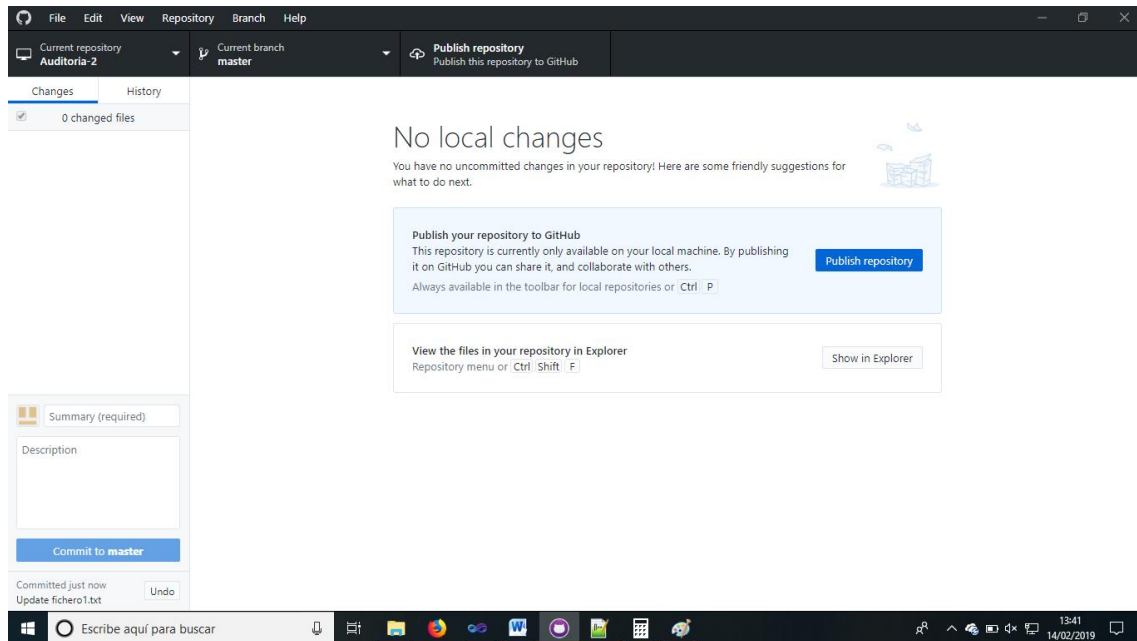 File Edit View Repository Branch Help
Current repository
Auditoria-2
Current branch
master
Publish repository
Publish this repository to GitHub
Changes History
0 changed files
No local changes
You have no uncommitted changes in your repository! Here are some friendly suggestions for
what to do next.
Publish your repository to GitHub
This repository is currently only available on your local machine. By publishing
it on GitHub you can share it, and collaborate with others.
Always available in the toolbar for local repositories or Ctrl P
Publish repository
View the files in your repository in Explorer
Repository menu or Ctrl Shift F
Show in Explorer
Summary (required)
Description
Commit to master
Committed just now
Update fichero1.txt
Undo
Escribe aquí para buscar
13:41
14/02/2019